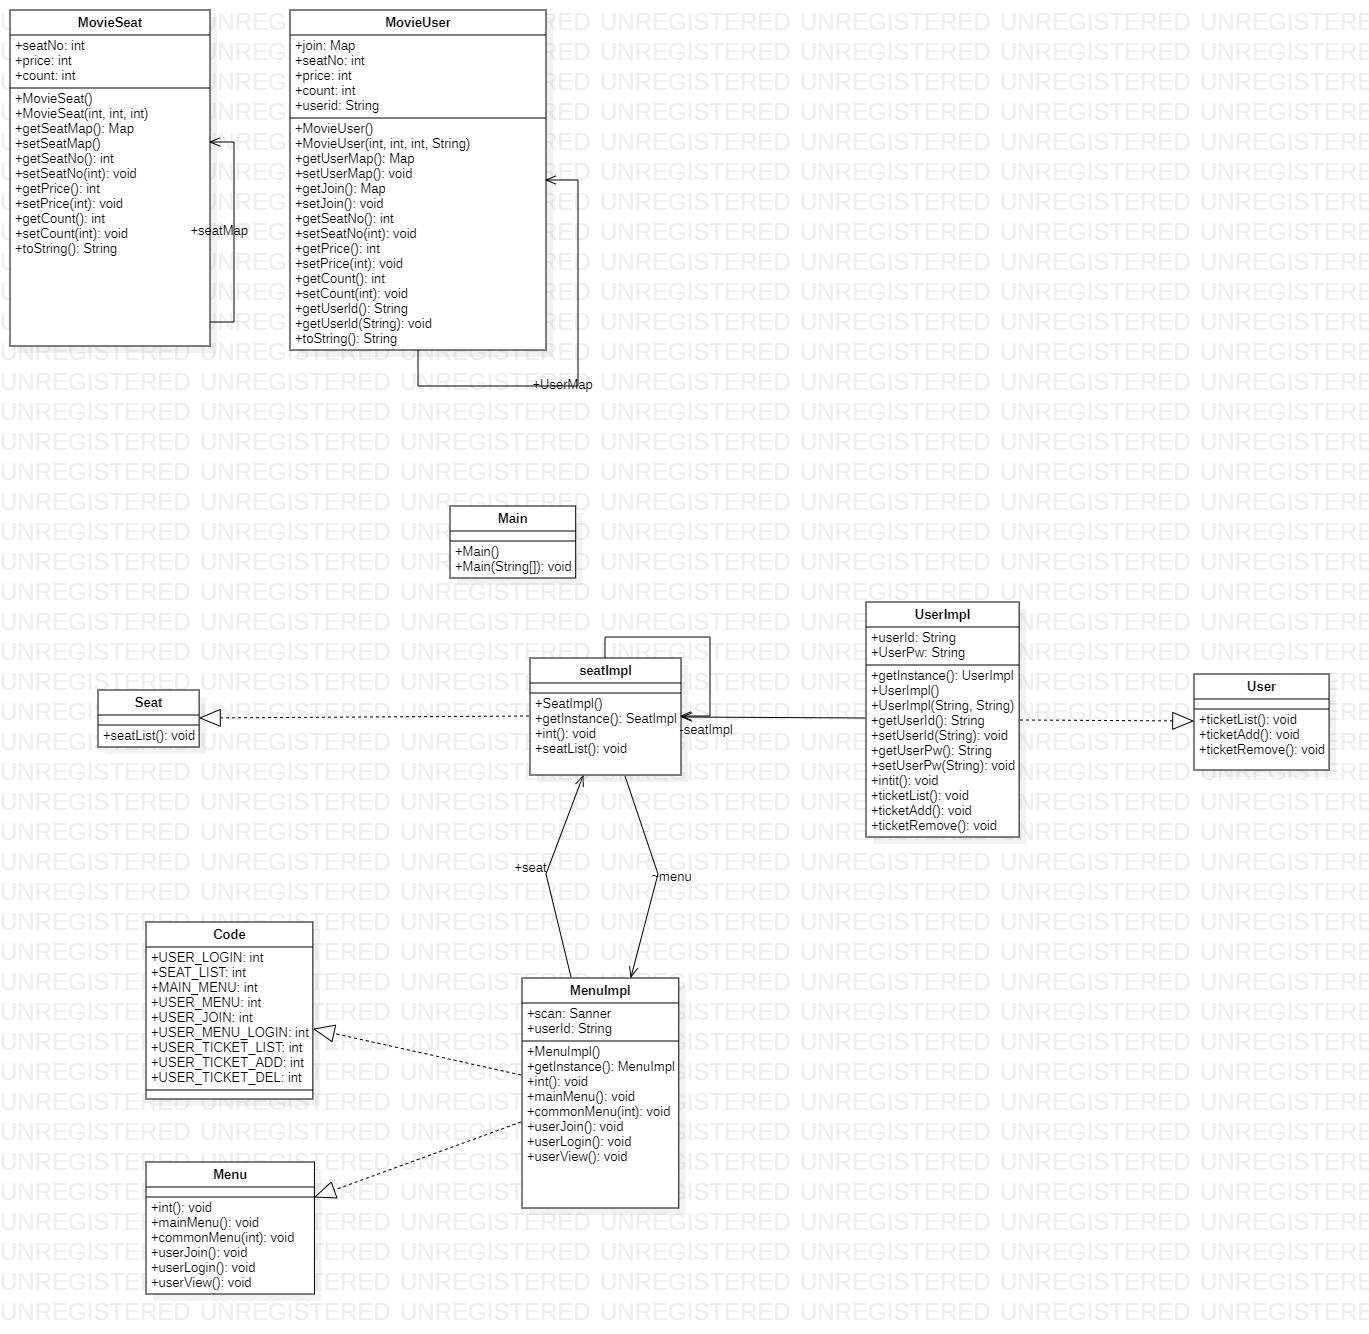 MovieSeat
+seatNo: int
+price: int
+count: int
+MovieSeat()
+MovieSeat(int, int, int)
+getSeatMap(): Map
+setSeatMap()
+getSeatNo(): int
+setSeatNo(int): void
+getPrice(): int
+setPrice(int): void
+getCount(): int
+setCount(int): void
+toString(): String
+seatMap
MovieUser
+join: Map
+seatNo: int
+price: int
+count: int
+userid: String
+MovieUser()
+MovieUser(int, int, int, String)
+getUserMap(): Map
+setUserMap(): void
+getJoin(): Map
+setJoin(): void
+getSeatNo(): int
+setSeatNo(int): void
+getPrice(): int
+setPrice(int): void
+getCount(): int
+setCount(int): void
+getUserId(): String
+getUserId(String): void
+toString(): String
+UserMap
Main
+Main()
+Main(String[]): void
Seat
+seatList(): void
seatImpl
+SeatImpl()
+getInstance(): SeatImpl
+int(): void
+seatList(): void
-seatImpl
UserImpl
+userId: String
+UserPw: String
+getInstance(): UserImpl
+UserImpl()
+UserImpl(String, String)
+getUserId(): String
+setUserId(String): void
+getUserPw(): String
+setUserPw(String): void
+intit(): void
+ticketList(): void
+ticketAdd(): void
+ticketRemove(): void
User
+ticketList(): void
+ticketAdd(): void
+ticketRemove(): void
+seat
~menu
Code
+USER_LOGIN: int
+SEAT_LIST: int
+MAIN_MENU: int
+USER_MENU: int
+USER_JOIN: int
+USER_MENU_LOGIN: int
+USER_TICKET_LIST: int
+USER_TICKET_ADD: int
+USER_TICKET_DEL: int
MenuImpl
+scan: Sanner
+userId: String
+MenuImpl()
+getInstance(): MenuImpl
+int(): void
+mainMenu(): void
+commonMenu(int): void
+userJoin(): void
+userLogin(): void
+userView(): void
Menu
+int(): void
+mainMenu(): void
+commonMenu(int): void
+userJoin(): void
+userLogin(): void
+userView(): void
UNREGISTERED